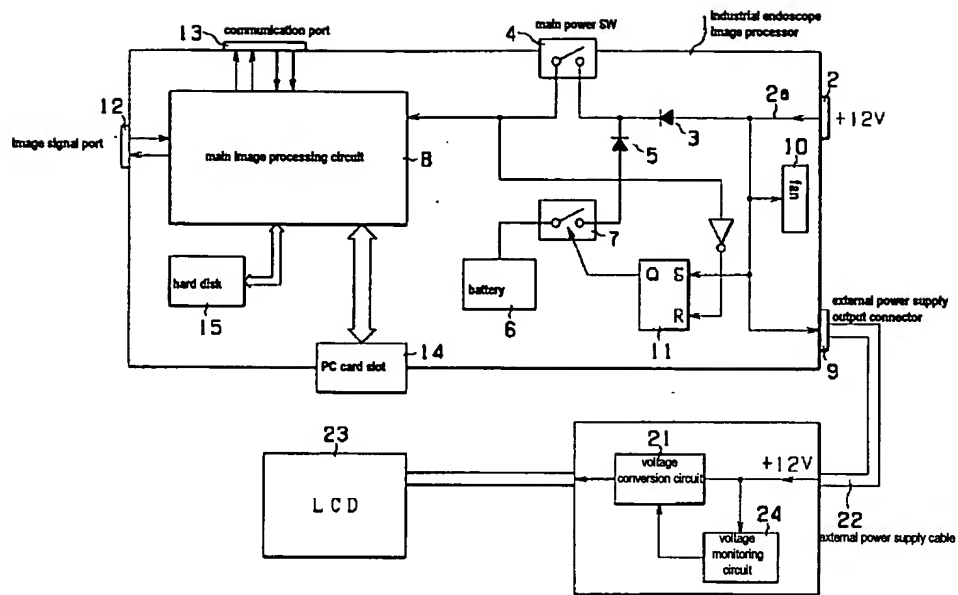 main power SW
industrial endoscope
image processor
1
communication port
13
4
12
2
2a
+12V
Image signal port
main image processing circuit
8
3
5
10
fan
7
hard disk
15
battery
6
Q S
R
11
external power supply
output connector
9
14
PC card slot
23
LCD
21
voltage
conversion circuit
+12V
22
24
voltage
monitoring
circuit
external power supply cable